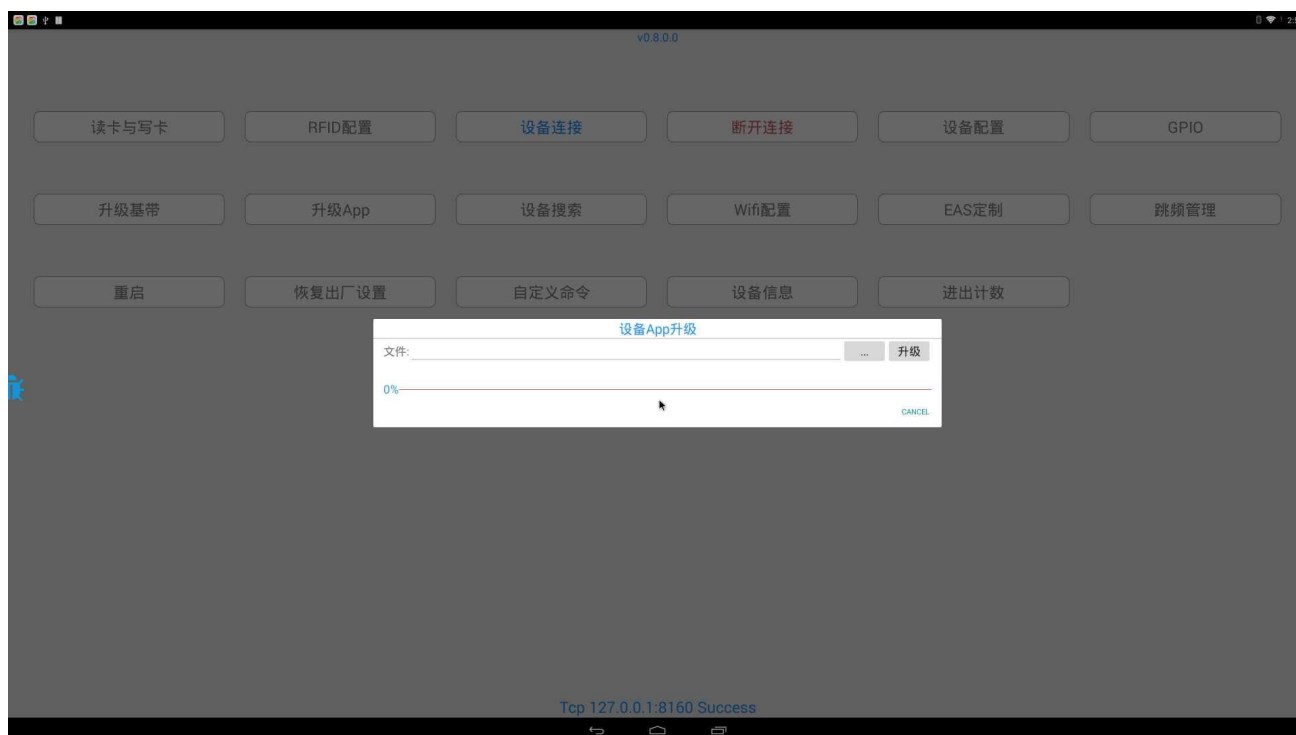 v0.8.0.0
读卡与写卡 RFID配置 设备连接 断开连接 设备配置 GPIO
升级基带 升级App 设备搜索 Wifi配置 EAS定制 跳频管理
重启 恢复出厂设置 自定义命令 设备信息 进出计数
设备App升级
文件: ... 升级
0%
CANCEL
Tcp 127.0.0.1:8160 Success